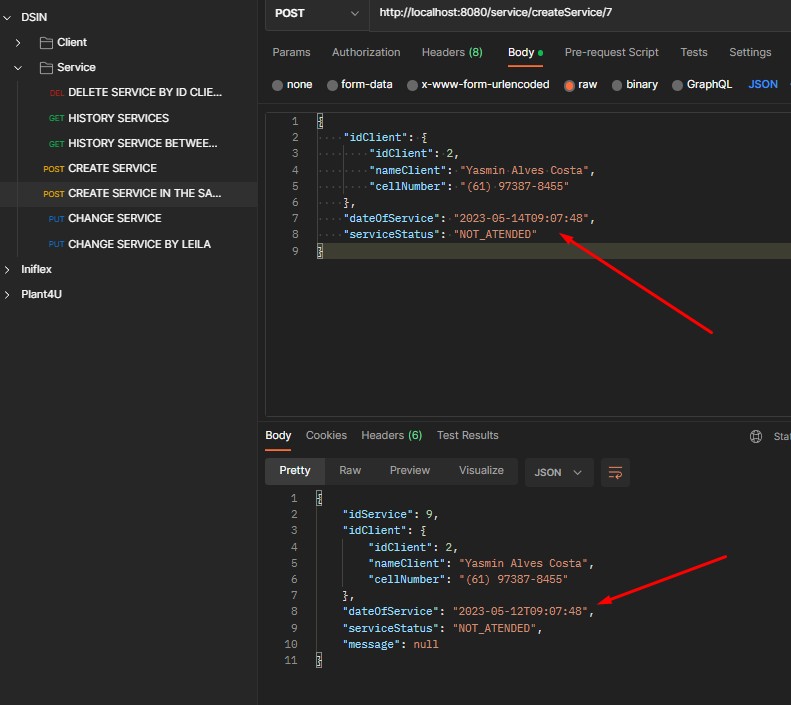 DSIN
Client
Service
DEL DELETE SERVICE BY ID CLIE...
GET HISTORY SERVICES
GET HISTORY SERVICE BETWEE...
POST CREATE SERVICE
POST CREATE SERVICE IN THE SA...
PUT CHANGE SERVICE
PUT CHANGE SERVICE BY LEILA
Iniflex
Plant4U
POST http://localhost:8080/service/createService/7
Params Authorization Headers (8) Body Pre-request Script Tests Settings
none form-data x-www-form-urlencoded raw binary GraphQL JSON
1 {
2 "idClient": {
3 "idClient": 2,
4 "nameClient": "Yasmin Alves Costa",
5 "cellNumber": "(61) 97387-8455"
6 },
7 "dateOfService": "2023-05-14T09:07:48",
8 "serviceStatus": "NOT_ATENDED"
9 }
Body Cookies Headers (6) Test Results Stat
Pretty Raw Preview Visualize JSON
1 {
2 "idService": 9,
3 "idClient": {
4 "idClient": 2,
5 "nameClient": "Yasmin Alves Costa",
6 "cellNumber": "(61) 97387-8455"
7 },
8 "dateOfService": "2023-05-12T09:07:48",
9 "serviceStatus": "NOT_ATENDED",
10 "message": null
11 }